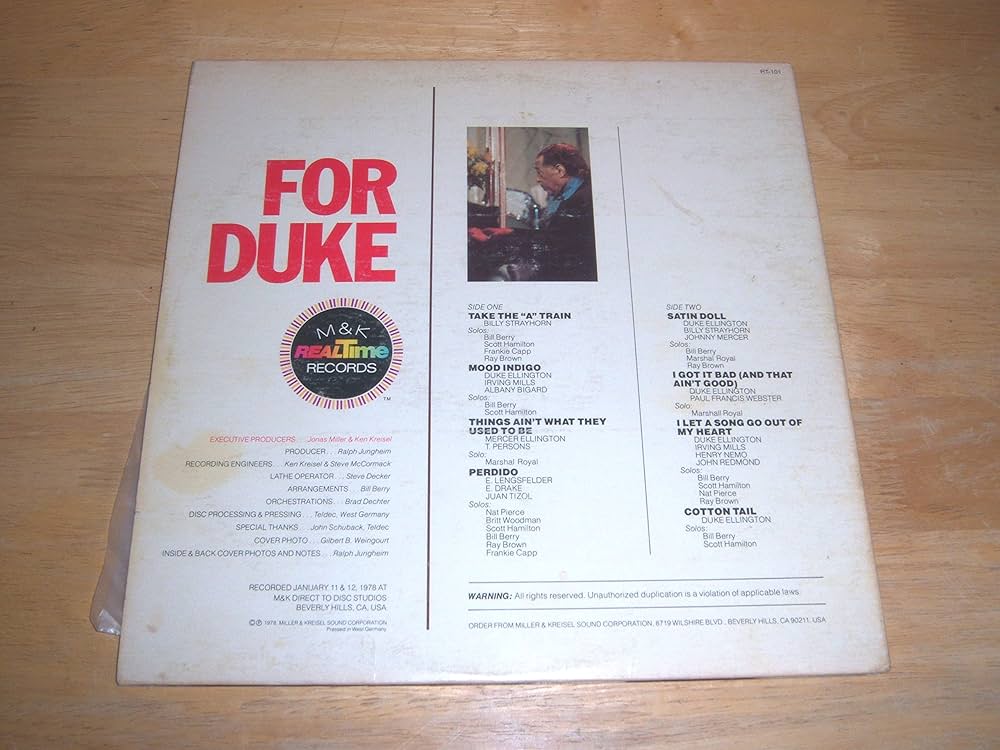 RT-101
FOR
DUKE
M&K
REALTime
RECORDS
TM
EXECUTIVE PRODUCERS... Jonas Miller & Ken Kreisel
PRODUCER... Ralph Jungheim
RECORDING ENGINEERS... Ken Kreisel & Steve McCormack
LATHE OPERATOR... Steve Decker
ARRANGEMENTS... Bill Berry
ORCHESTRATIONS... Brad Dechter
DISC PROCESSING & PRESSING... Teldec, West Germany
SPECIAL THANKS... John Schuback, Teldec
COVER PHOTO... Gilbert B. Weingourt
INSIDE & BACK COVER PHOTOS AND NOTES... Ralph Jungheim
RECORDED JANUARY 11 & 12, 1978 AT
M&K DIRECT TO DISC STUDIOS
BEVERLY HILLS, CA, USA
©℗ 1978, MILLER & KREISEL SOUND CORPORATION
Pressed in West Germany
SIDE ONE
TAKE THE "A" TRAIN
BILLY STRAYHORN
Solos:
Bill Berry
Scott Hamilton
Frankie Capp
Ray Brown
MOOD INDIGO
DUKE ELLINGTON
IRVING MILLS
ALBANY BIGARD
Solos:
Bill Berry
Scott Hamilton
THINGS AIN'T WHAT THEY
USED TO BE
MERCER ELLINGTON
T. PERSONS
Solo:
Marshal Royal
PERDIDO
E. LENGSFELDER
E. DRAKE
JUAN TIZOL
Solos:
Nat Pierce
Britt Woodman
Scott Hamilton
Bill Berry
Ray Brown
Frankie Capp
SIDE TWO
SATIN DOLL
DUKE ELLINGTON
BILLY STRAYHORN
JOHNNY MERCER
Solos:
Bill Berry
Marshal Royal
Ray Brown
I GOT IT BAD (AND THAT
AIN'T GOOD)
DUKE ELLINGTON
PAUL FRANCIS WEBSTER
Solo:
Marshall Royal
I LET A SONG GO OUT OF
MY HEART
DUKE ELLINGTON
IRVING MILLS
HENRY NEMO
JOHN REDMOND
Solos:
Bill Berry
Scott Hamilton
Nat Pierce
Ray Brown
COTTON TAIL
DUKE ELLINGTON
Solos:
Bill Berry
Scott Hamilton
WARNING: All rights reserved. Unauthorized duplication is a violation of applicable laws.
ORDER FROM MILLER & KREISEL SOUND CORPORATION, 8719 WILSHIRE BLVD., BEVERLY HILLS, CA 90211, USA